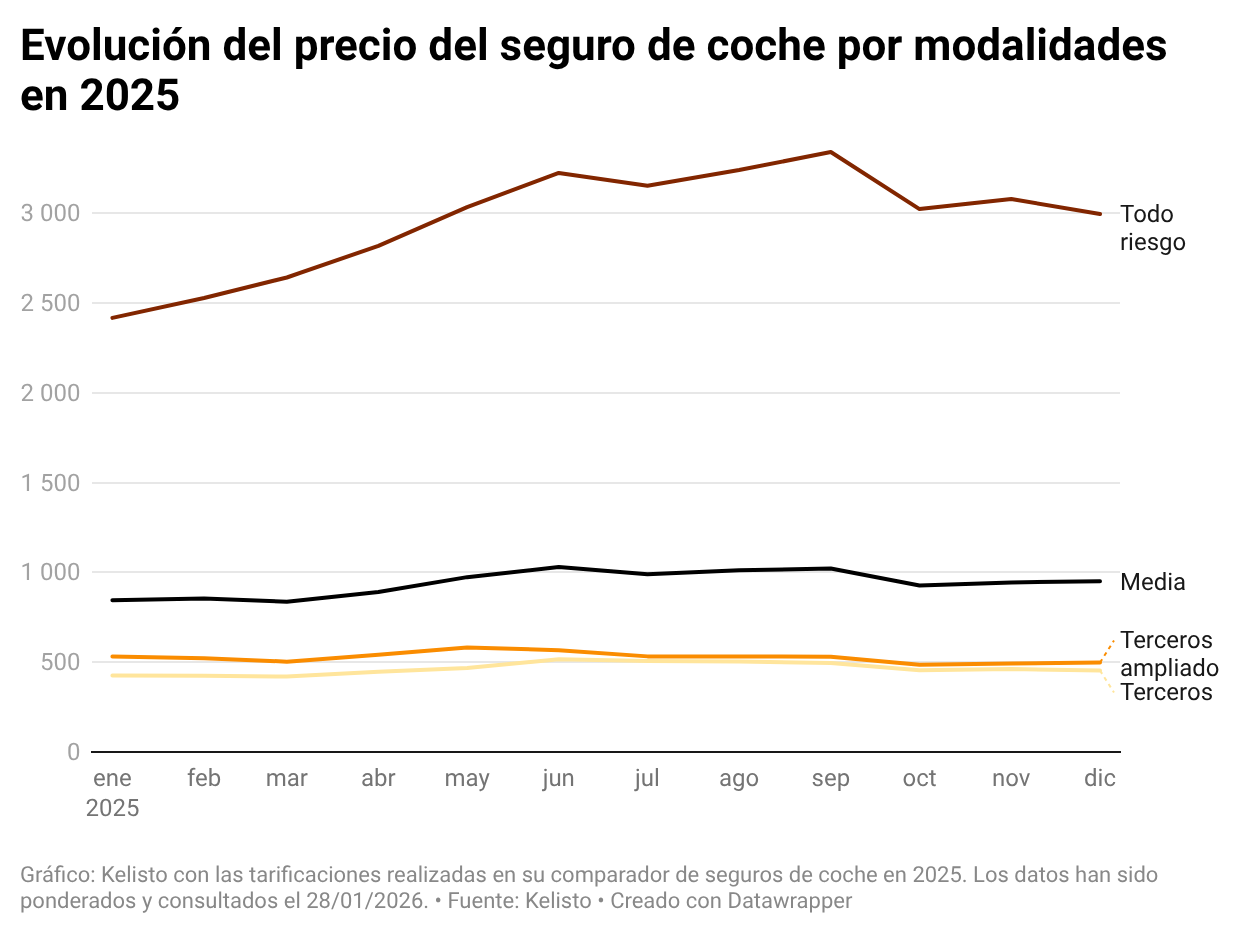 Evolución del precio del seguro de coche por modalidades
en 2025
3 000
2 500
2 000
1 500
1 000
500
0
Todo
riesgo
Media
Terceros
ampliado
Terceros
ene feb mar abr may jun jul ago sep oct nov dic
2025
Gráfico: Kelisto con las tarificaciones realizadas en su comparador de seguros de coche en 2025. Los datos han sido
ponderados y consultados el 28/01/2026. • Fuente: Kelisto • Creado con Datawrapper